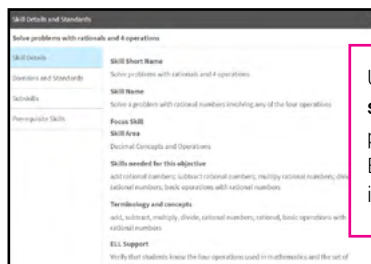 Skill Details and Standards
Solve problems with rationals and 4 operations
Skill Details
Domains and Standards
Subskills
Prerequisite Skills
Skill Short Name
Solve problems with rationals and 4 operations
Skill Name
Solve a problem with rational numbers involving any of the four operations
Focus Skill
Skill Area
Decimal Concepts and Operations
Skills needed for this objective
add rational numbers; subtract rational numbers; multiply rational numbers;
rational numbers, basic operations with rational numbers
Terminology and concepts
add, subtract, multiply, divide, rational numbers, rational, basic operations with
rational numbers
ELL Support
Verify that students know the four operations used in mathematics and the set of